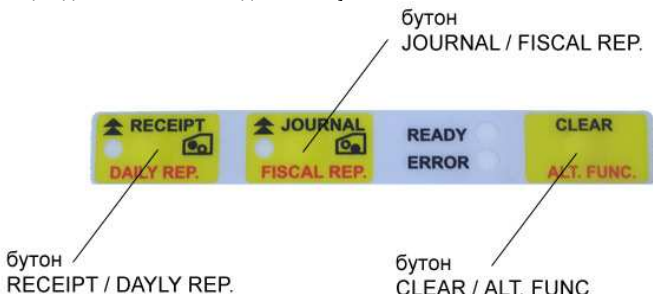 бутон
JOURNAL / FISCAL REP.
RECEIPT
DAILY REP.
JOURNAL
FISCAL REP.
READY
ERROR
CLEAR
ALT. FUNC.
бутон
RECEIPT / DAYLY REP.
бутон
CLEAR / ALT. FUNC